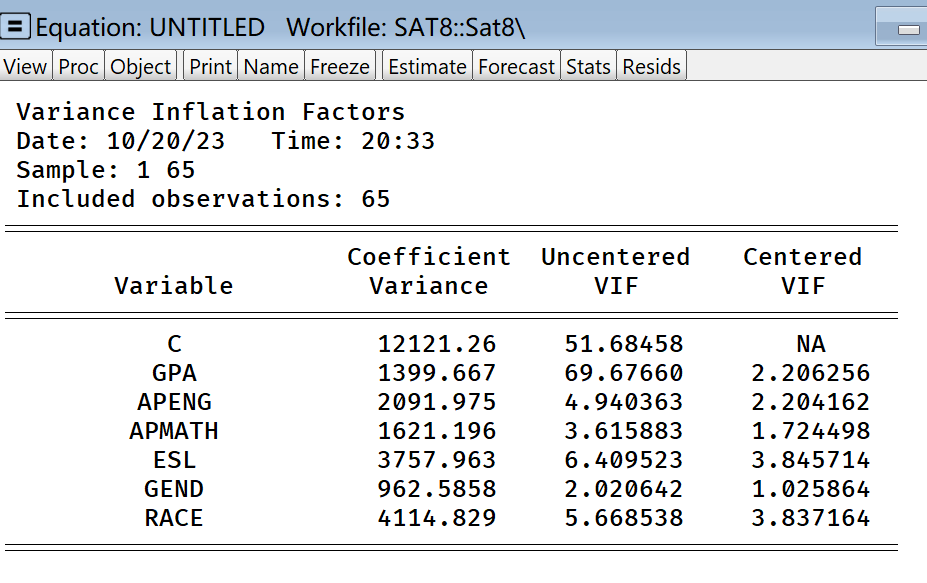 Equation: UNTITLED Workfile: SAT8::Sat8\
View Proc Object Print Name Freeze Estimate Forecast Stats Resids
Variance Inflation Factors
Date: 10/20/23 Time: 20:33
Sample: 1 65
Included observations: 65
Coefficient Uncentered Centered
Variable Variance VIF VIF
C 12121.26 51.68458 NA
GPA 1399.667 69.67660 2.206256
APENG 2091.975 4.940363 2.204162
APMATH 1621.196 3.615883 1.724498
ESL 3757.963 6.409523 3.845714
GEND 962.5858 2.020642 1.025864
RACE 4114.829 5.668538 3.837164